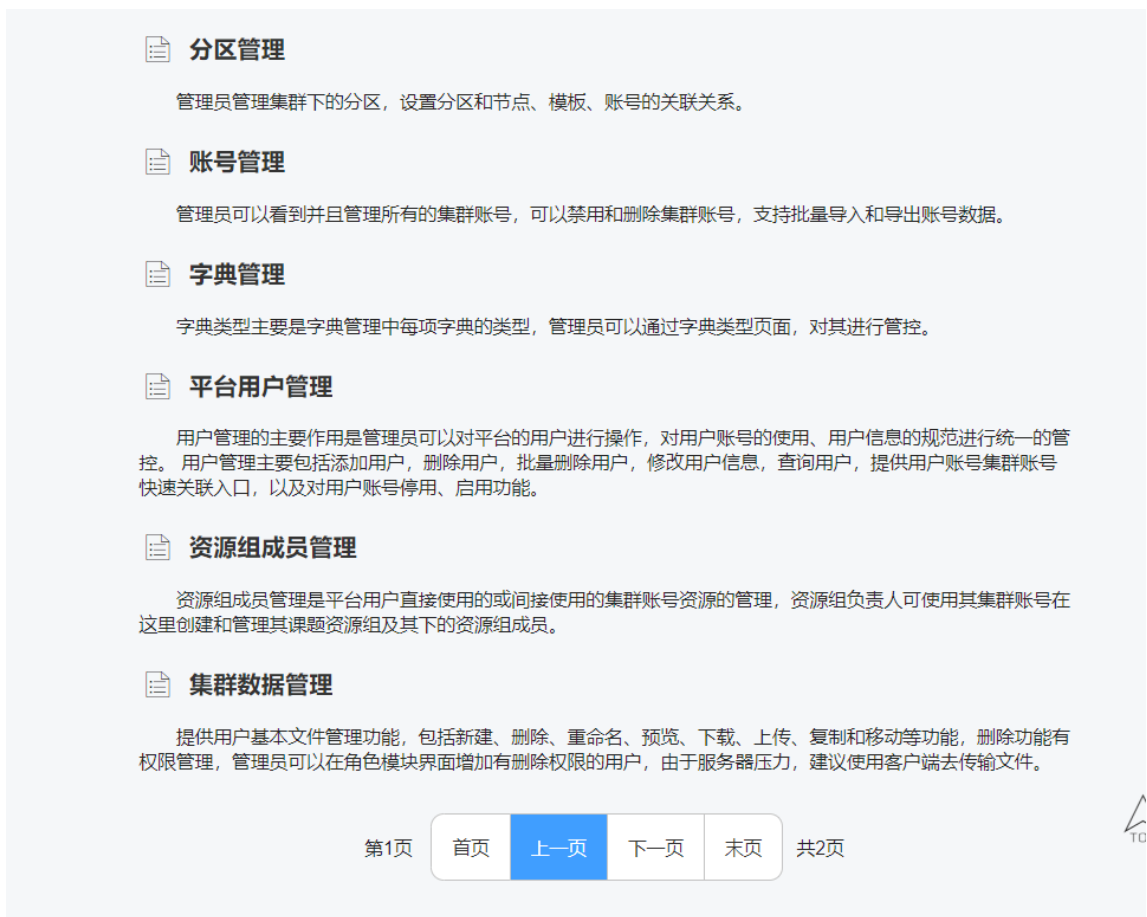 分区管理
管理员管理集群下的分区，设置分区和节点、模板、账号的关联关系。
账号管理
管理员可以看到并且管理所有的集群账号，可以禁用和删除集群账号，支持批量导入和导出账号数据。
字典管理
字典类型主要是字典管理中每项字典的类型，管理员可以通过字典类型页面，对其进行管控。
平台用户管理
用户管理的主要作用是管理员可以对平台的用户进行操作，对用户账号的使用、用户信息的规范进行统一的管
控。 用户管理主要包括添加用户，删除用户，批量删除用户，修改用户信息，查询用户，提供用户账号集群账号
快速关联入口，以及对用户账号停用、启用功能。
资源组成员管理
资源组成员管理是平台用户直接使用的或间接使用的集群账号资源的管理，资源组负责人可使用其集群账号在
这里创建和管理其课题资源组及其下的资源组成员。
集群数据管理
提供用户基本文件管理功能，包括新建、删除、重命名、预览、下载、上传、复制和移动等功能，删除功能有
权限管理，管理员可以在角色模块界面增加有删除权限的用户，由于服务器压力，建议使用客户端去传输文件。
第1页 首页 上一页 下一页 末页 共2页